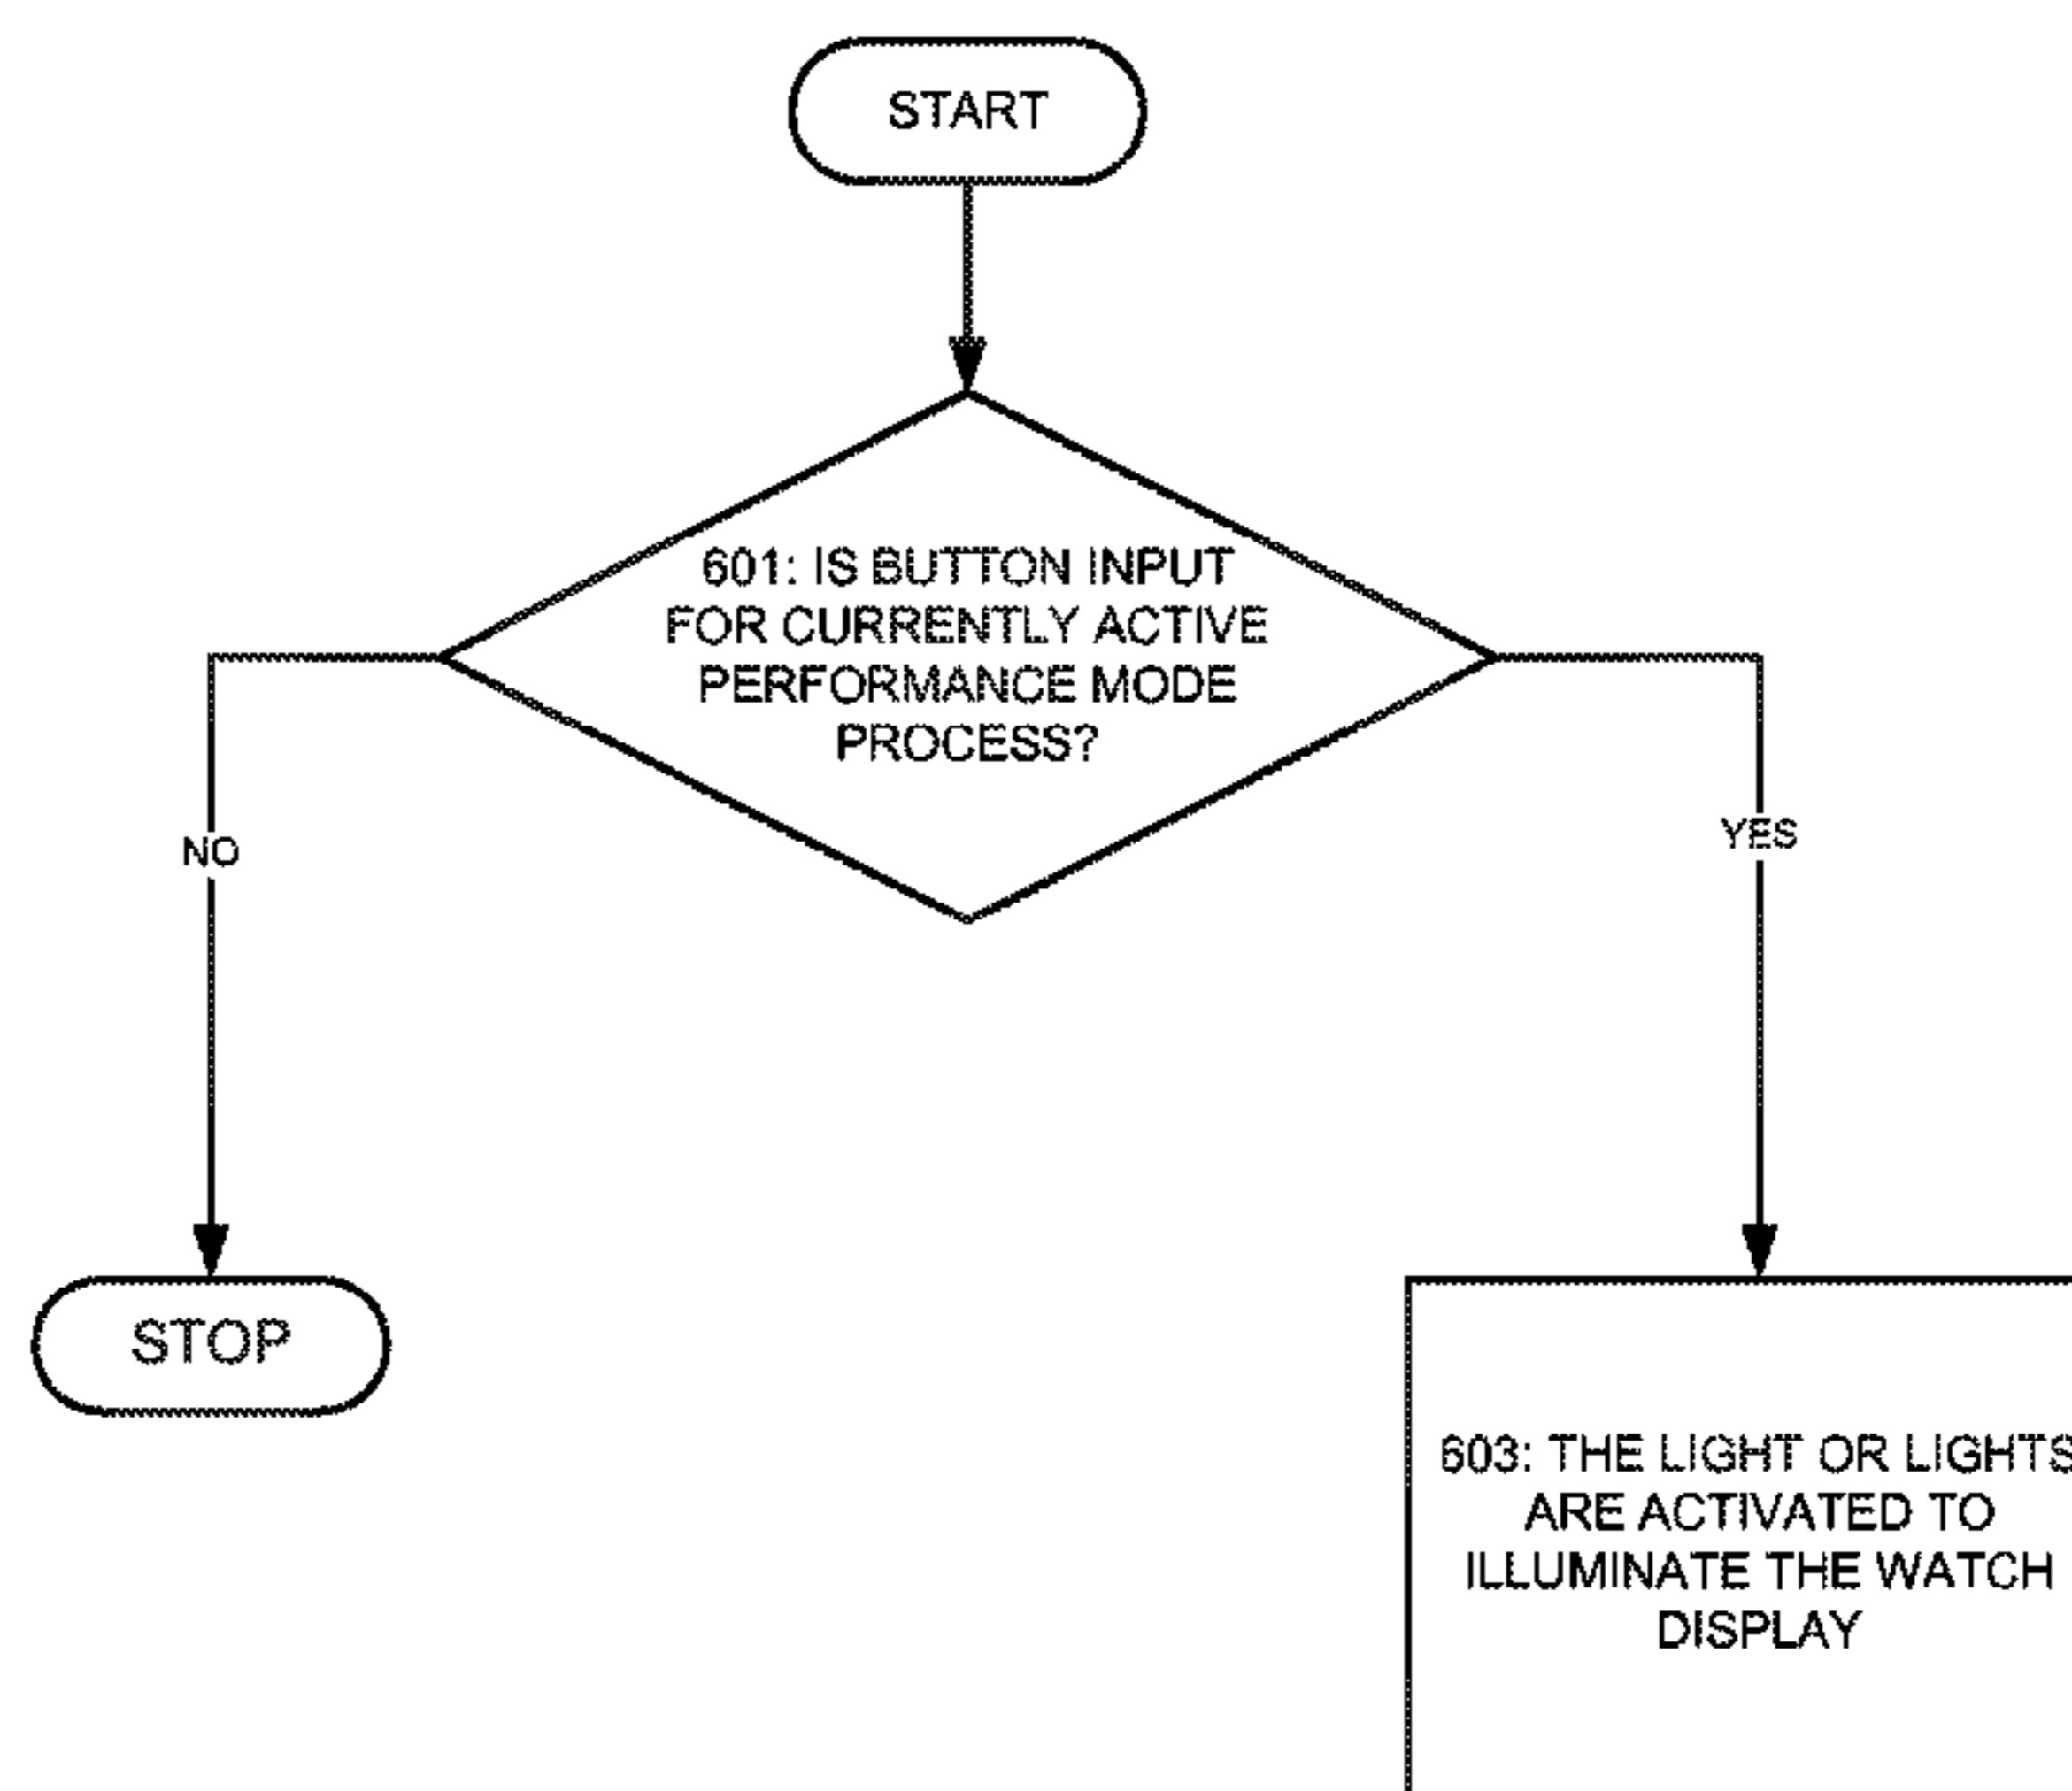 START
601: IS BUTTON INPUT
FOR CURRENTLY ACTIVE
PERFORMANCE MODE
PROCESS?
NO
YES
STOP
603: THE LIGHT OR LIGHTS
ARE ACTIVATED TO
ILLUMINATE THE WATCH
DISPLAY